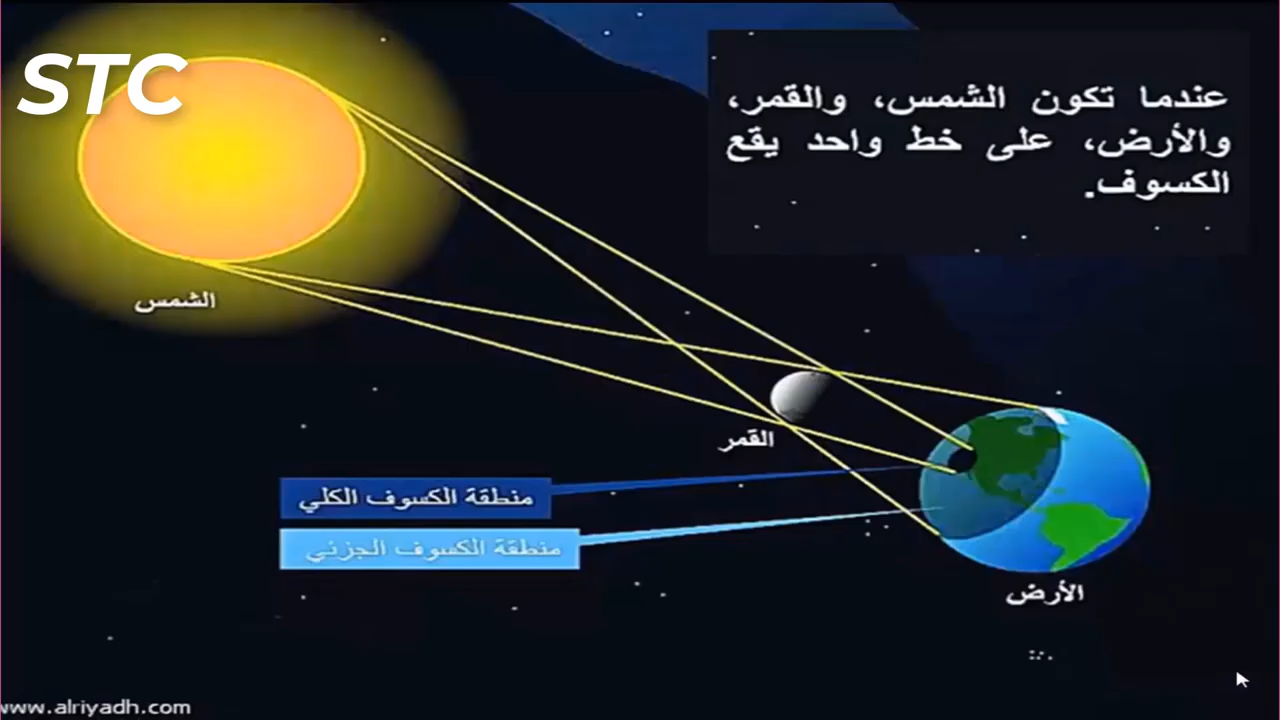 STC
عندما تكون الشمس، والقمر،
والأرض، على خط واحد يقع
الكسوف.
الشمس
القمر
منطقة الكسوف الكلي
منطقة الكسوف الجزئي
الأرض
www.alriyadh.com